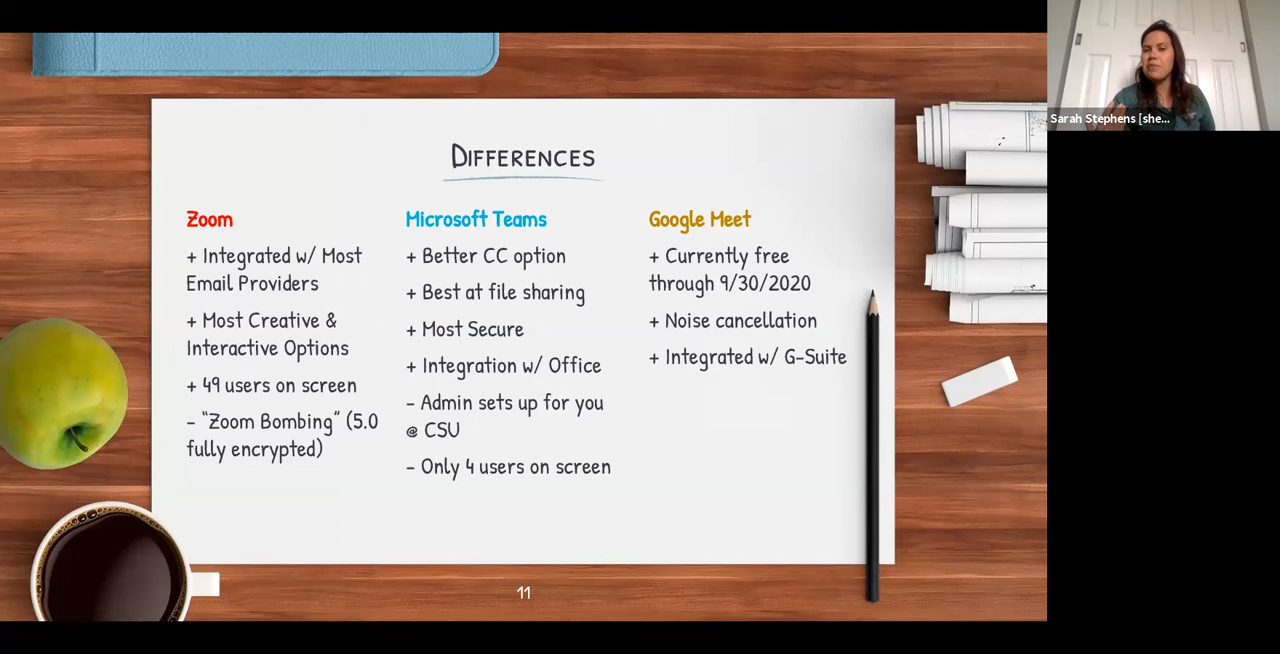 Differences
Zoom
+ Integrated w/ Most
Email Providers
+ Most Creative &
Interactive Options
+ 49 users on screen
- “Zoom Bombing” (5.0
fully encrypted)
Microsoft Teams
+ Better CC option
+ Best at file sharing
+ Most Secure
+ Integration w/ Office
- Admin sets up for you
@ CSU
- Only 4 users on screen
Google Meet
+ Currently free
through 9/30/2020
+ Noise cancellation
+ Integrated w/ G-Suite
11
Sarah Stephens [she...